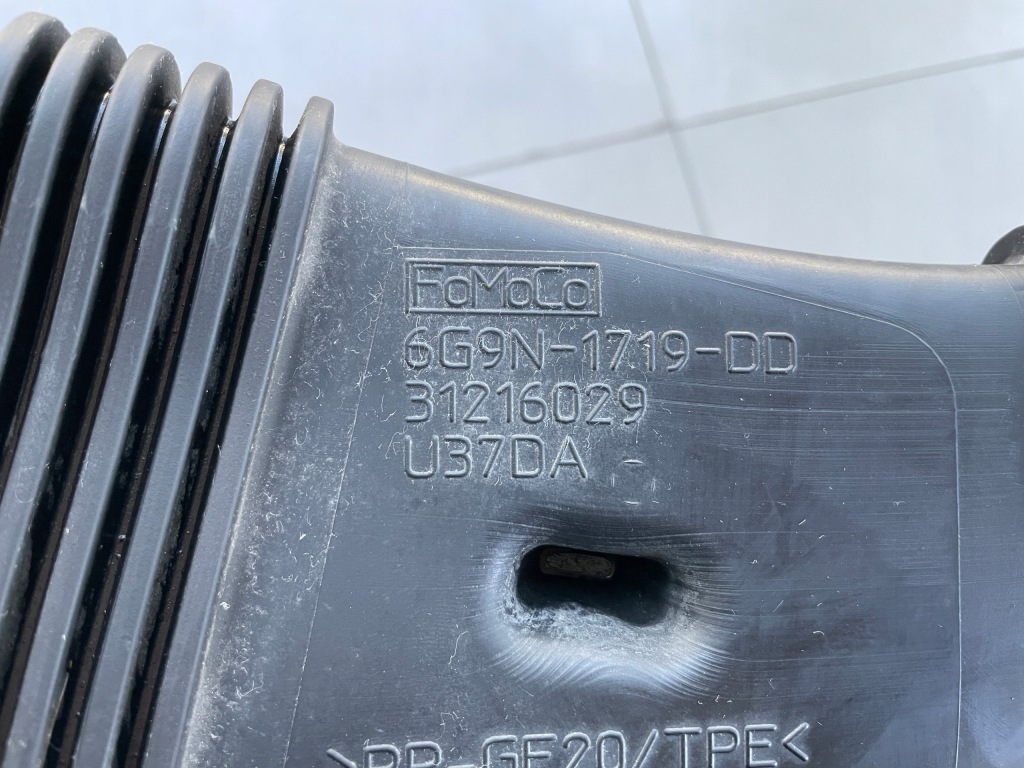 FoMoCo
6G9N-1719-DD
31216029
U37DA -
>PP-GF20/TPE<